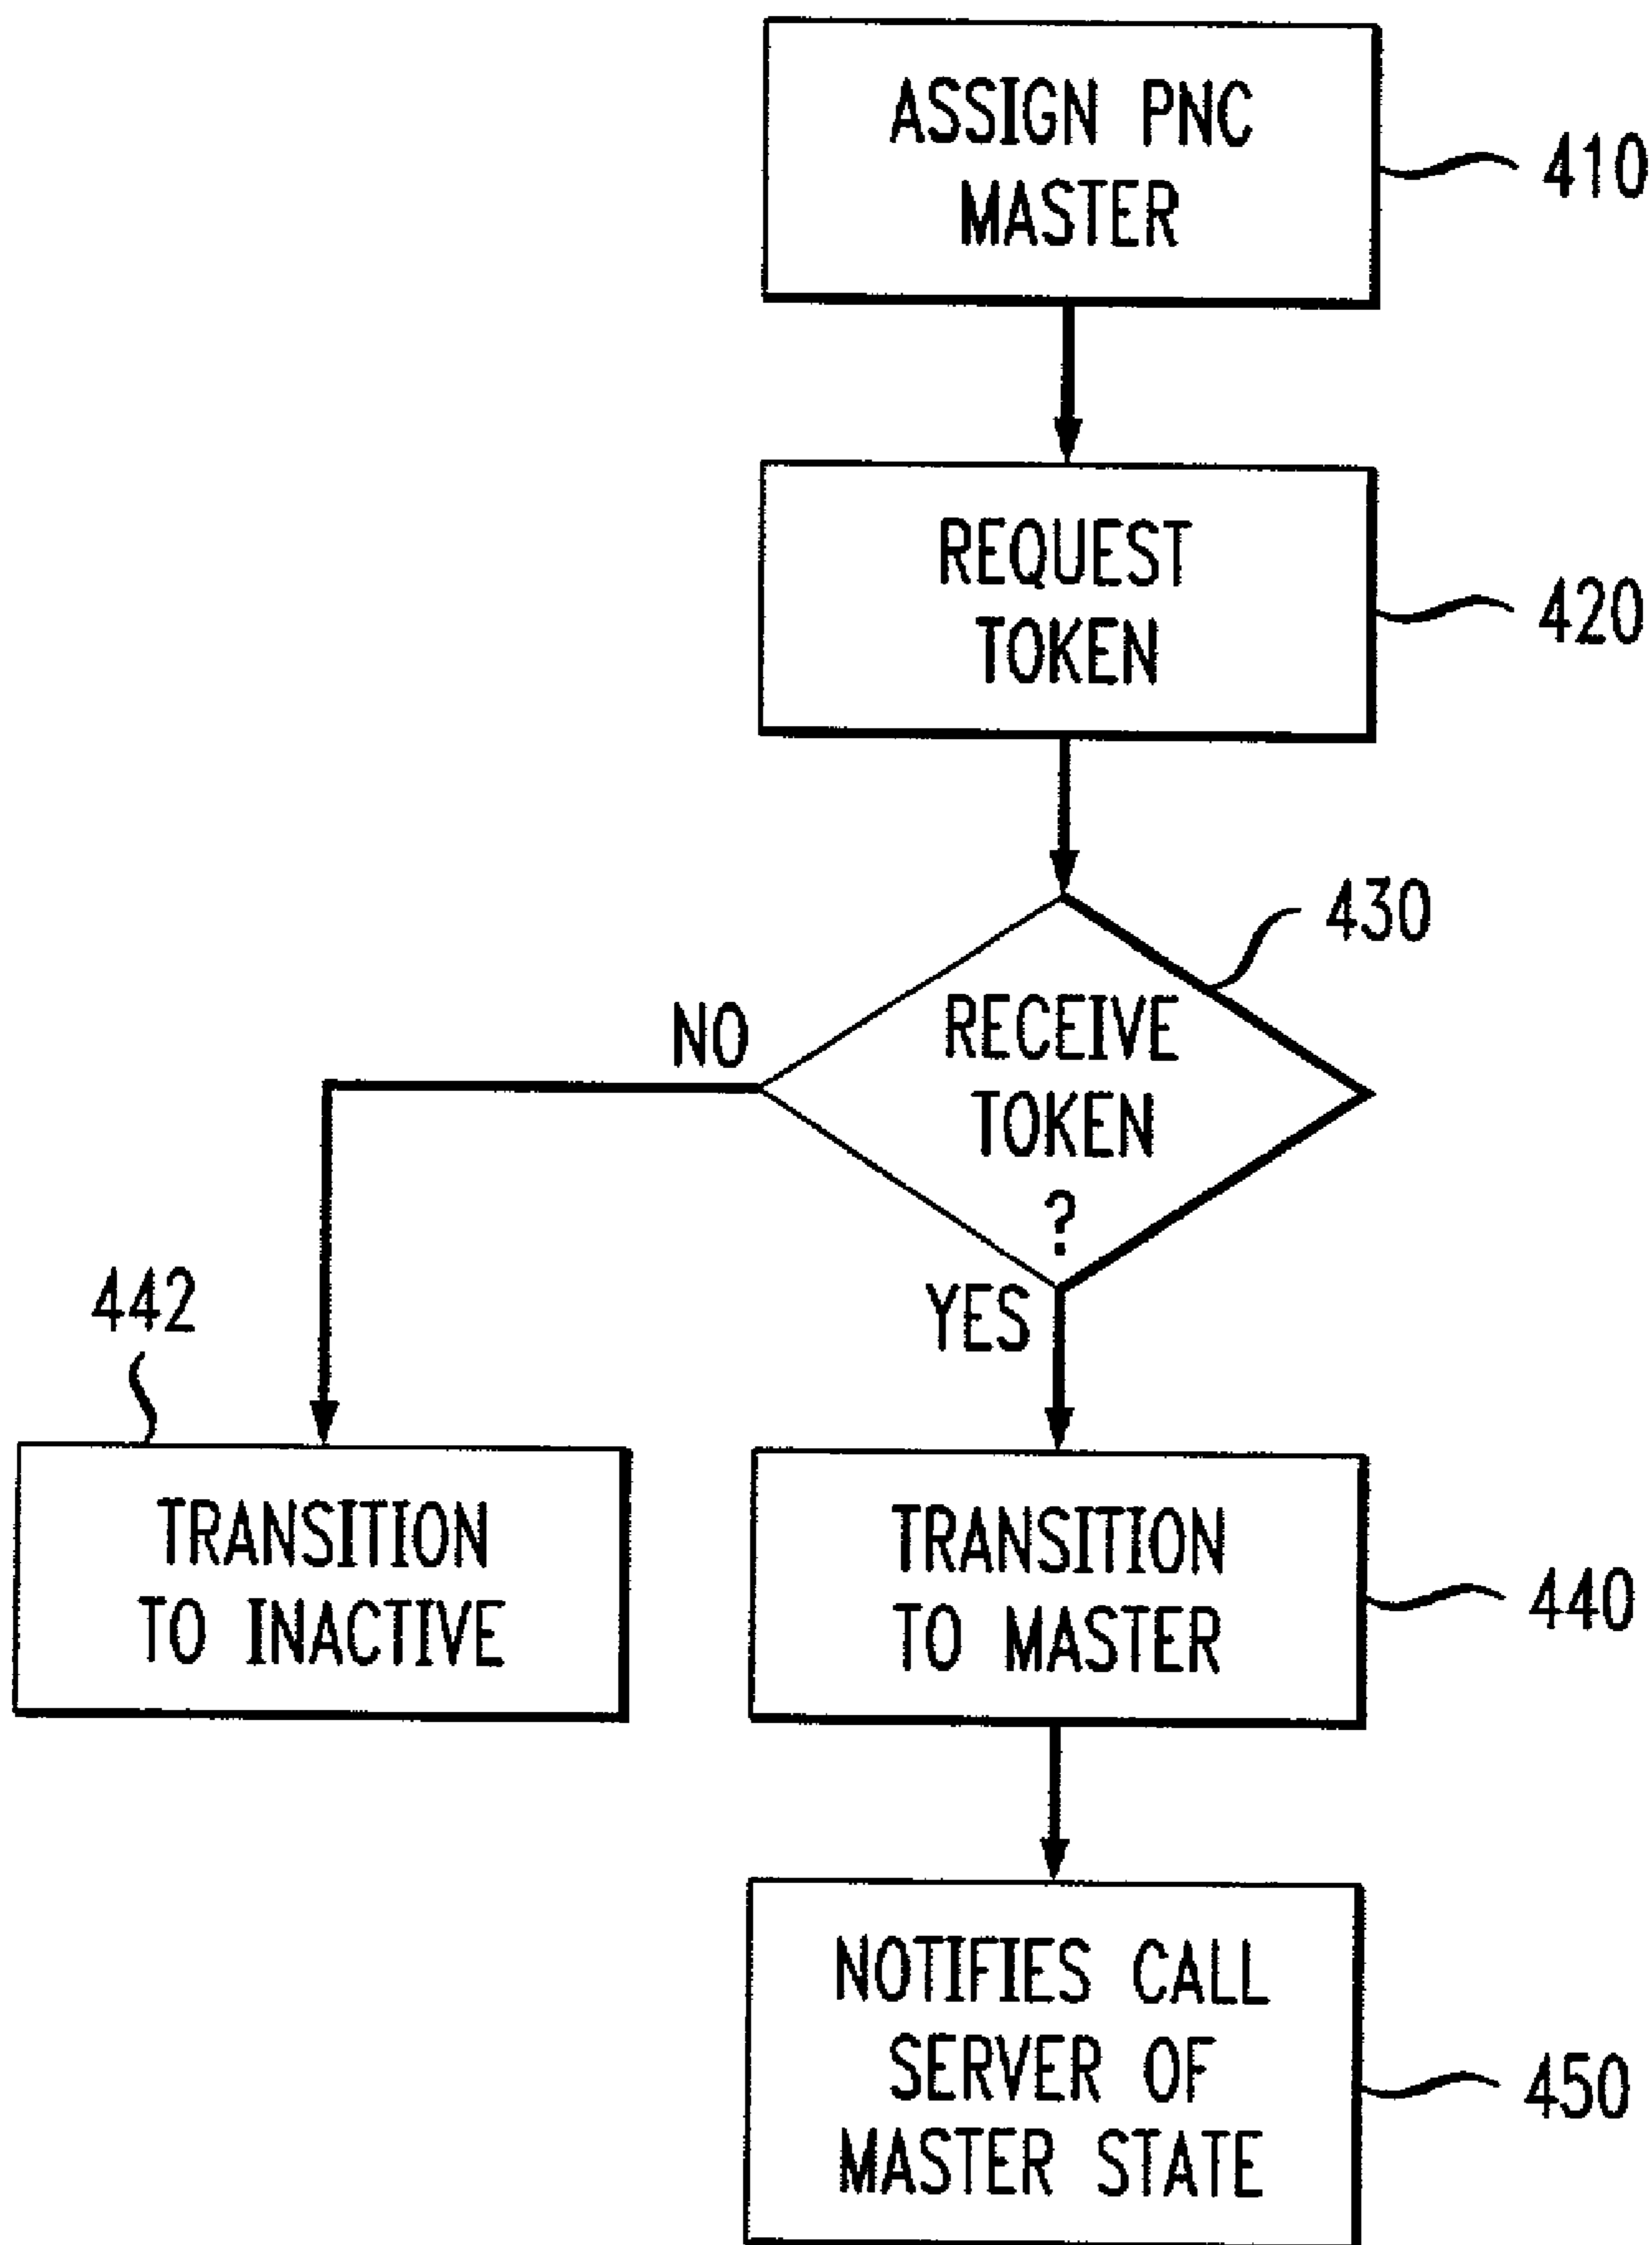 ASSIGN PNC
MASTER
410
REQUEST
TOKEN
420
430
RECEIVE
TOKEN
?
NO
YES
442
TRANSITION
TO INACTIVE
TRANSITION
TO MASTER
440
NOTIFIES CALL
SERVER OF
MASTER STATE
450